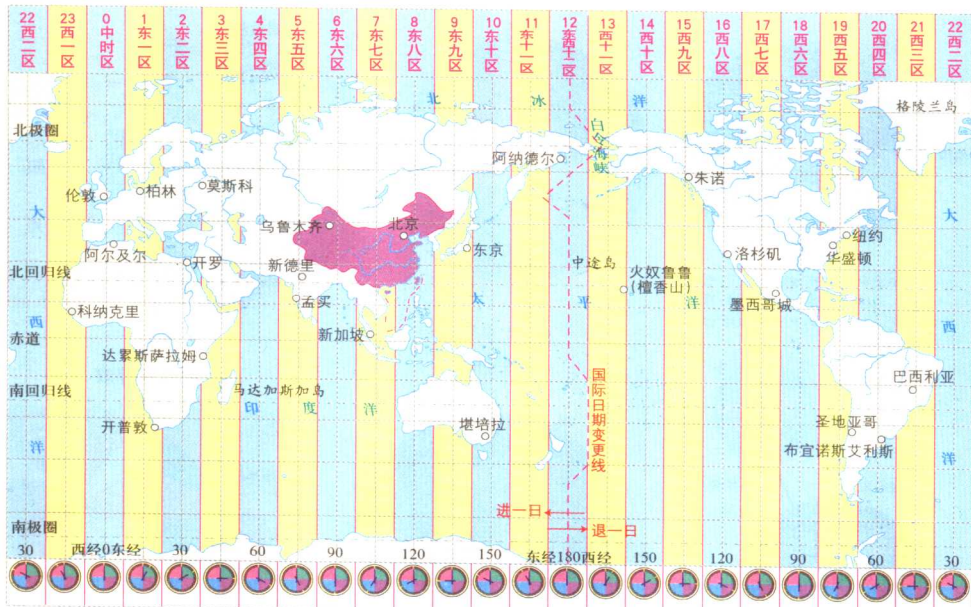 22 23 0 1 2 3 4 5 6 7 8 9 10 11 12 13 14 15 16 17 18 19 20 21 22
西二区 西一区 中时区 东一区 东二区 东三区 东四区 东五区 东六区 东七区 东八区 东九区 东十区 东十一区 东西十二区 西十一区 西十区 西九区 西八区 西七区 西六区 西五区 西四区 西三区 西二区
北冰洋
格陵兰岛
北极圈
白令海峡
阿纳德尔
朱诺
伦敦
柏林
莫斯科
大西洋
乌鲁木齐
北京
东京
纽约
华盛顿
洛杉矶
大西洋
阿尔及尔
开罗
新德里
中途岛
火奴鲁鲁
(檀香山)
北回归线
孟买
太平洋
墨西哥城
科纳克里
新加坡
赤道
达累斯萨拉姆
巴西利亚
南回归线
马达加斯加岛
印度洋
国际日期变更线
开普敦
堪培拉
圣地亚哥
布宜诺斯艾利斯
进一日
退一日
南极圈
30 西经0东经 30 60 90 120 150 东经180西经 150 120 90 60 30